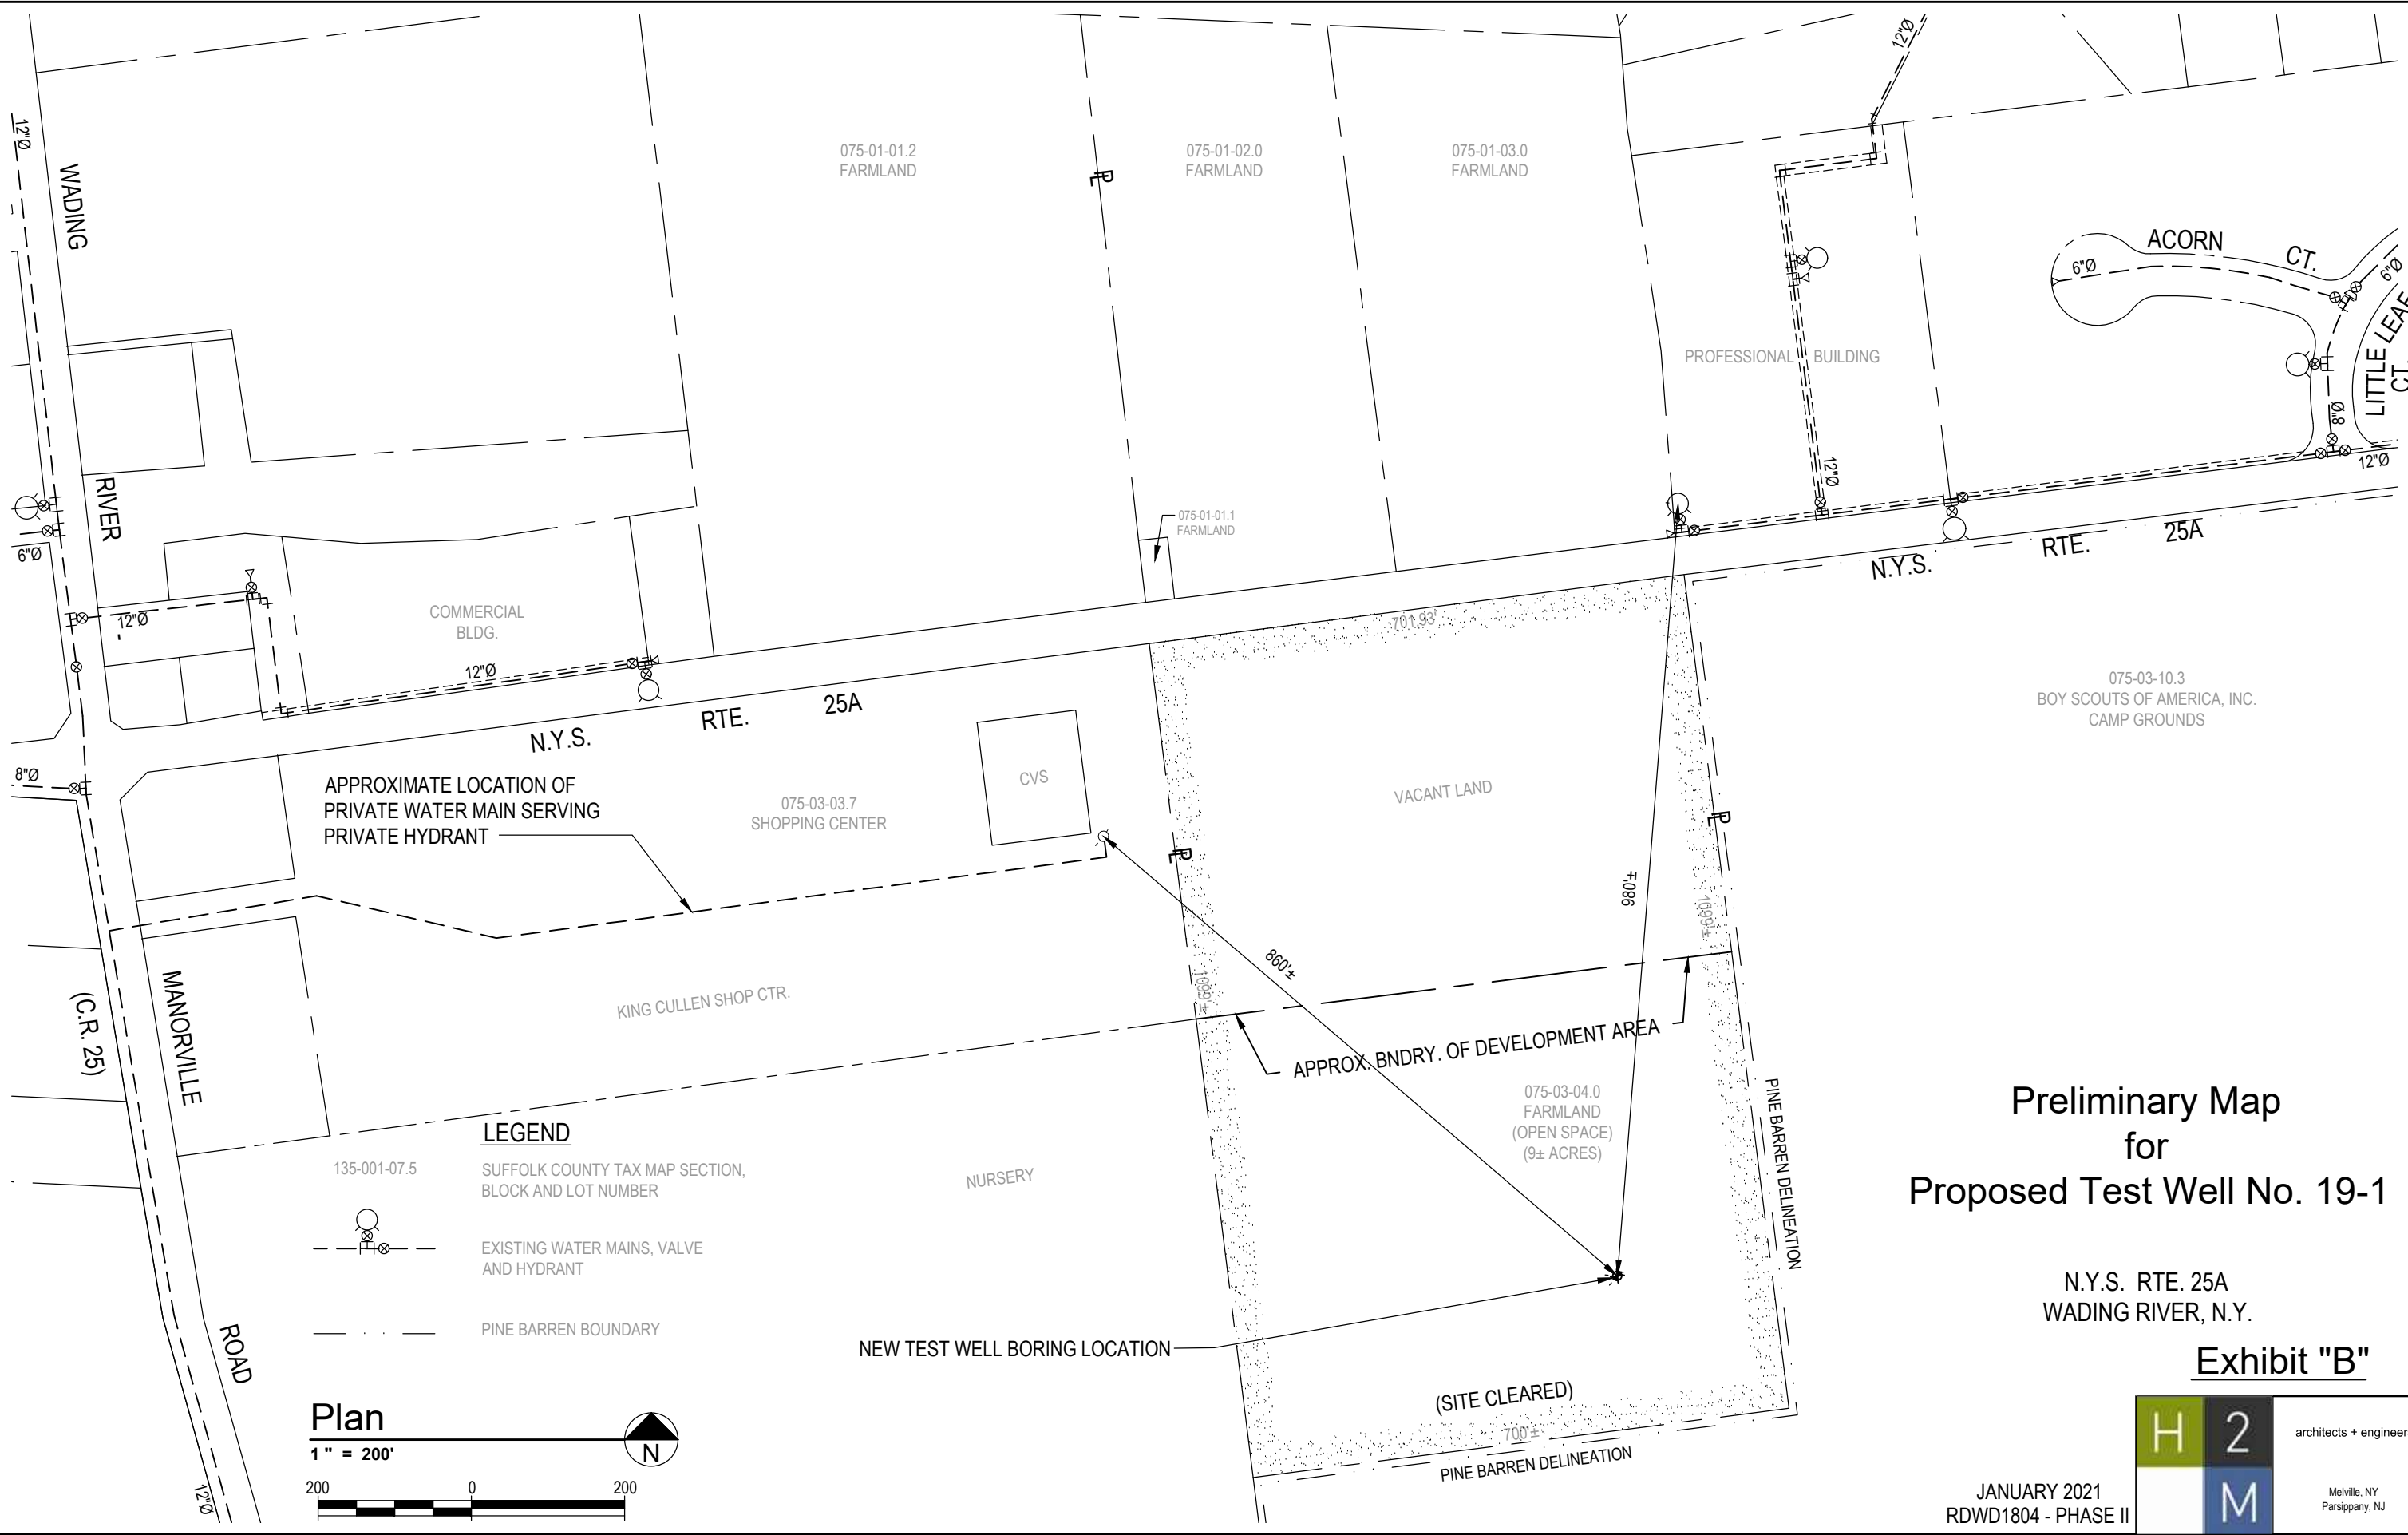 12"Ø
WADING
RIVER
6"Ø
12"Ø
12"Ø
8"Ø
MANORVILLE
(C.R. 25)
ROAD
12"Ø
075-01-01.2
FARMLAND
PL
075-01-02.0
FARMLAND
075-01-03.0
FARMLAND
075-01-01.1
FARMLAND
12"Ø
PROFESSIONAL BUILDING
12"Ø
ACORN CT.
6"Ø
6"Ø
LITTLE LEAF
CT.
8"Ø
12"Ø
COMMERCIAL
BLDG.
N.Y.S. RTE. 25A
N.Y.S. RTE. 25A
701.93'
APPROXIMATE LOCATION OF
PRIVATE WATER MAIN SERVING
PRIVATE HYDRANT
075-03-03.7
SHOPPING CENTER
CVS
VACANT LAND
PL
PL
075-03-10.3
BOY SCOUTS OF AMERICA, INC.
CAMP GROUNDS
980'±
860'±
1099'±
1099'±
KING CULLEN SHOP CTR.
APPROX. BNDRY. OF DEVELOPMENT AREA
075-03-04.0
FARMLAND
(OPEN SPACE)
(9± ACRES)
PINE BARREN DELINEATION
NURSERY
NEW TEST WELL BORING LOCATION
(SITE CLEARED)
700'±
PINE BARREN DELINEATION
LEGEND
135-001-07.5
SUFFOLK COUNTY TAX MAP SECTION,
BLOCK AND LOT NUMBER
EXISTING WATER MAINS, VALVE
AND HYDRANT
PINE BARREN BOUNDARY
Plan
1 " = 200'
N
200 0 200
Preliminary Map
for
Proposed Test Well No. 19-1
N.Y.S. RTE. 25A
WADING RIVER, N.Y.
Exhibit "B"
JANUARY 2021
RDWD1804 - PHASE II
H2M
architects + engineer
Melville, NY
Parsippany, NJ